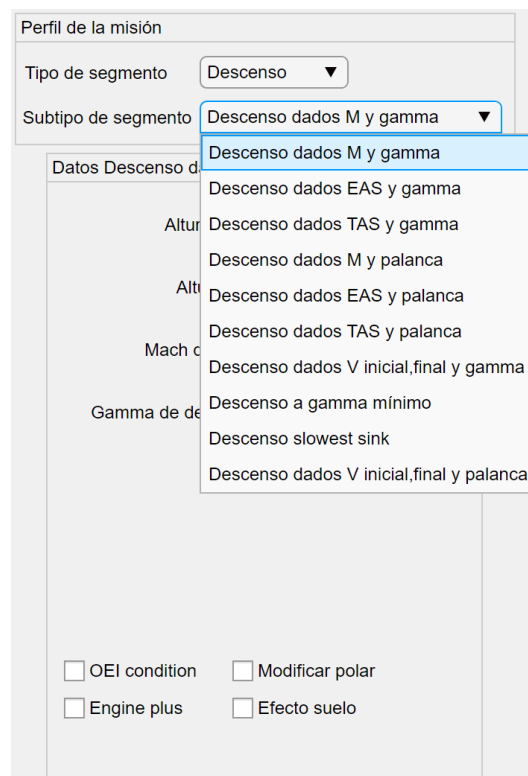 Perfil de la misión
Tipo de segmento Descenso
Subtipo de segmento Descenso dados M y gamma
Descenso dados M y gamma
Datos Descenso
Descenso dados EAS y gamma
Descenso dados TAS y gamma
Descenso dados M y palanca
Descenso dados EAS y palanca
Mach
Descenso dados TAS y palanca
Descenso dados V inicial,final y gamma
Gamma de
Descenso a gamma mínimo
Descenso slowest sink
Descenso dados V inicial,final y palanca
OEI condition Modificar polar
Engine plus Efecto suelo